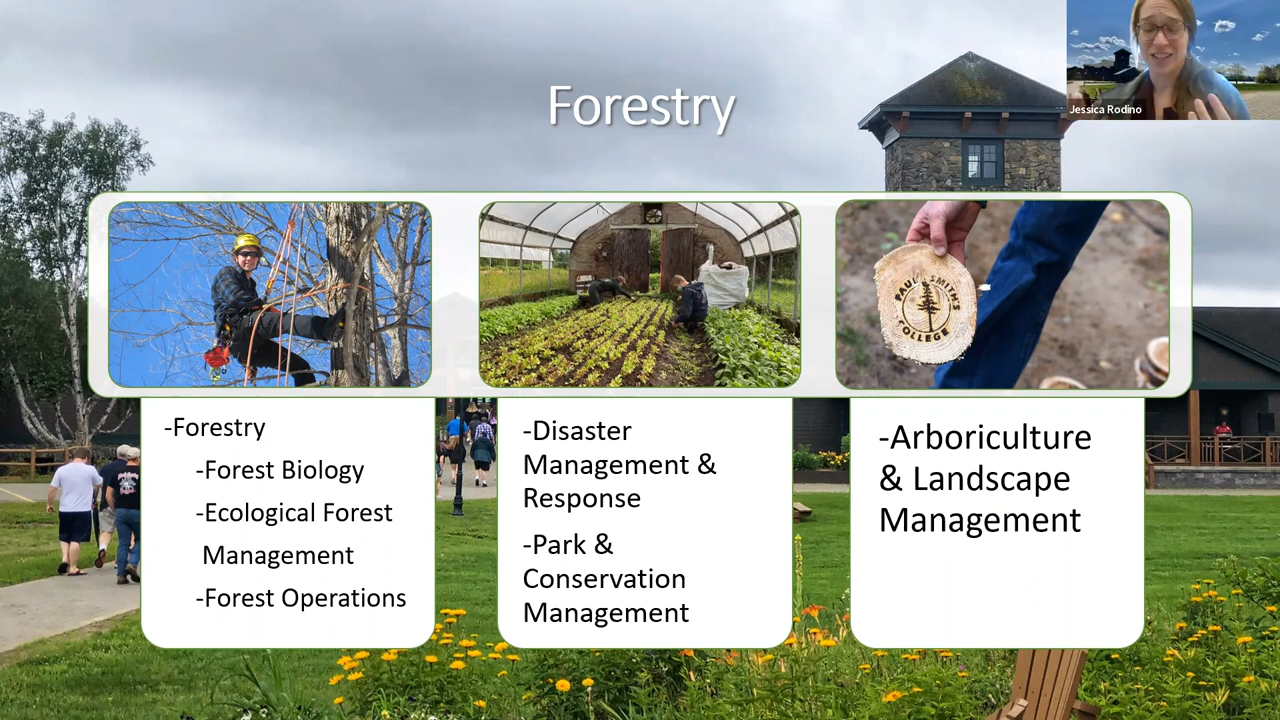 Forestry
Jessica Rodino
PAUL SMITH'S
COLLEGE
-Forestry
-Forest Biology
-Ecological Forest
Management
-Forest Operations
-Disaster
Management &
Response
-Park &
Conservation
Management
-Arboriculture
& Landscape
Management